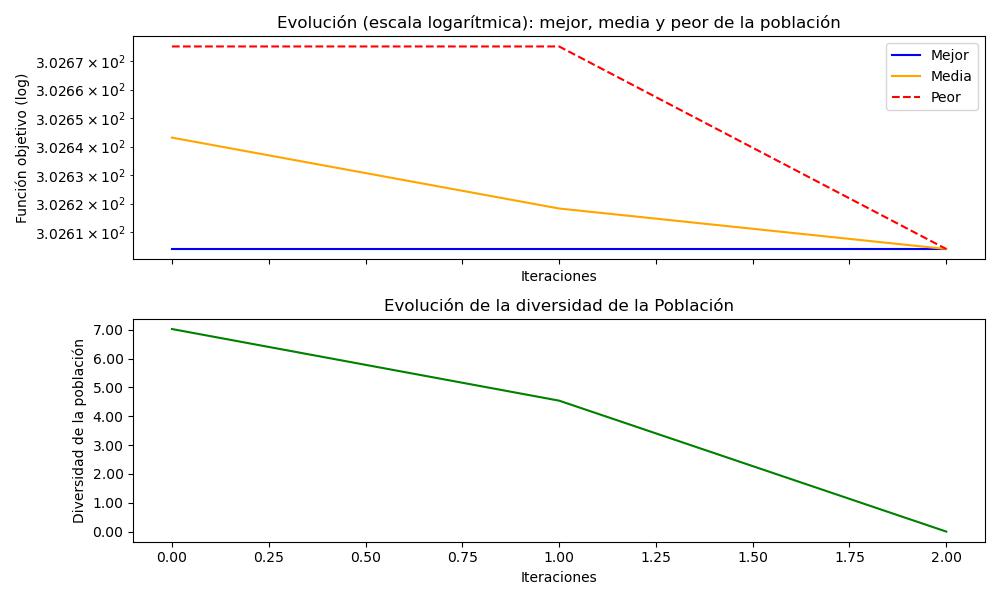 Evolución (escala logarítmica): mejor, media y peor de la población
Función objetivo (log)
3.0267 × 10²
3.0266 × 10²
3.0265 × 10²
3.0264 × 10²
3.0263 × 10²
3.0262 × 10²
3.0261 × 10²
Mejor
Media
Peor
Iteraciones
Evolución de la diversidad de la Población
Diversidad de la población
7.00
6.00
5.00
4.00
3.00
2.00
1.00
0.00
0.00 0.25 0.50 0.75 1.00 1.25 1.50 1.75 2.00
Iteraciones